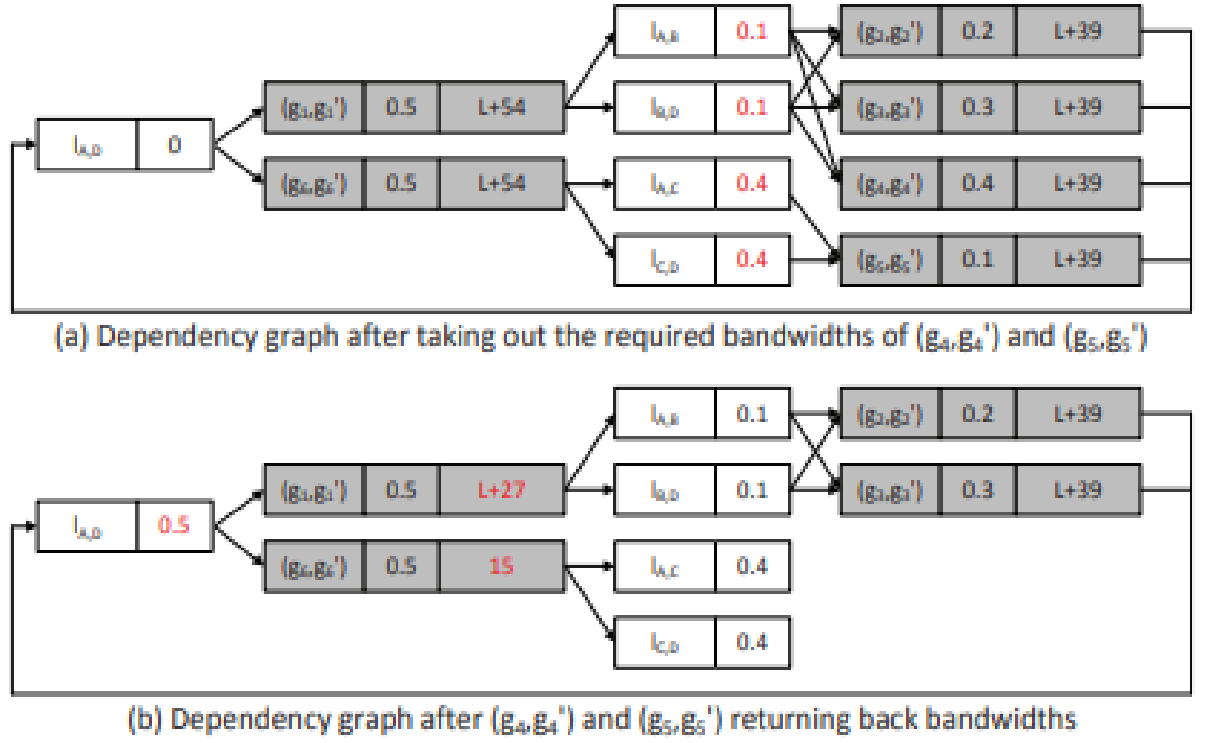 l_A,B 0.1 (g₂,g₂') 0.2 L+39
(g₁,g₁') 0.5 L+54 l_B,D 0.1 (g₃,g₃') 0.3 L+39
l_A,D 0
(g₆,g₆') 0.5 L+54 l_A,C 0.4 (g₄,g₄') 0.4 L+39
l_C,D 0.4 (g₅,g₅') 0.1 L+39
(a) Dependency graph after taking out the required bandwidths of (g₄,g₄') and (g₅,g₅')
l_A,B 0.1 (g₂,g₂') 0.2 L+39
(g₁,g₁') 0.5 L+27 l_B,D 0.1 (g₃,g₃') 0.3 L+39
l_A,D 0.5
(g₆,g₆') 0.5 15 l_A,C 0.4
l_C,D 0.4
(b) Dependency graph after (g₄,g₄') and (g₅,g₅') returning back bandwidths